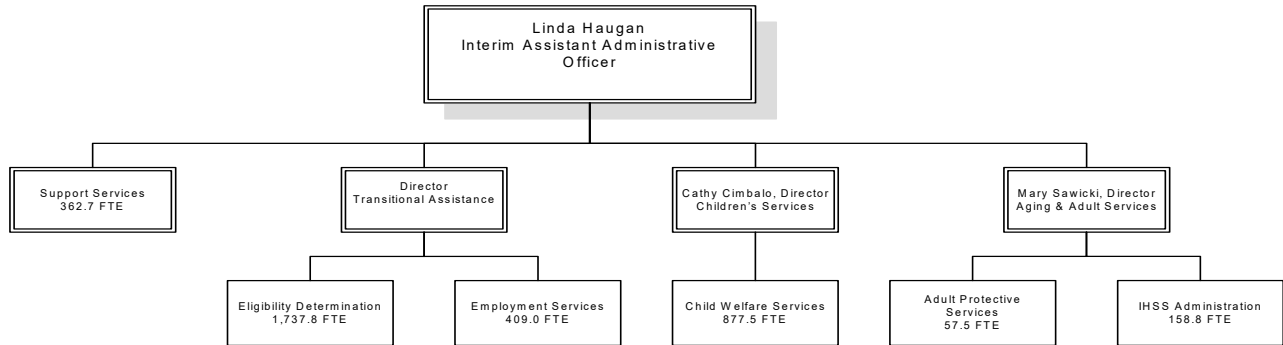 Linda Haugan
Interim Assistant Administrative
Officer
Support Services
362.7 FTE
Director
Transitional Assistance
Cathy Cimbalo, Director
Children's Services
Mary Sawicki, Director
Aging & Adult Services
Eligibility Determination
1,737.8 FTE
Employment Services
409.0 FTE
Child Welfare Services
877.5 FTE
Adult Protective
Services
57.5 FTE
IHSS Administration
158.8 FTE